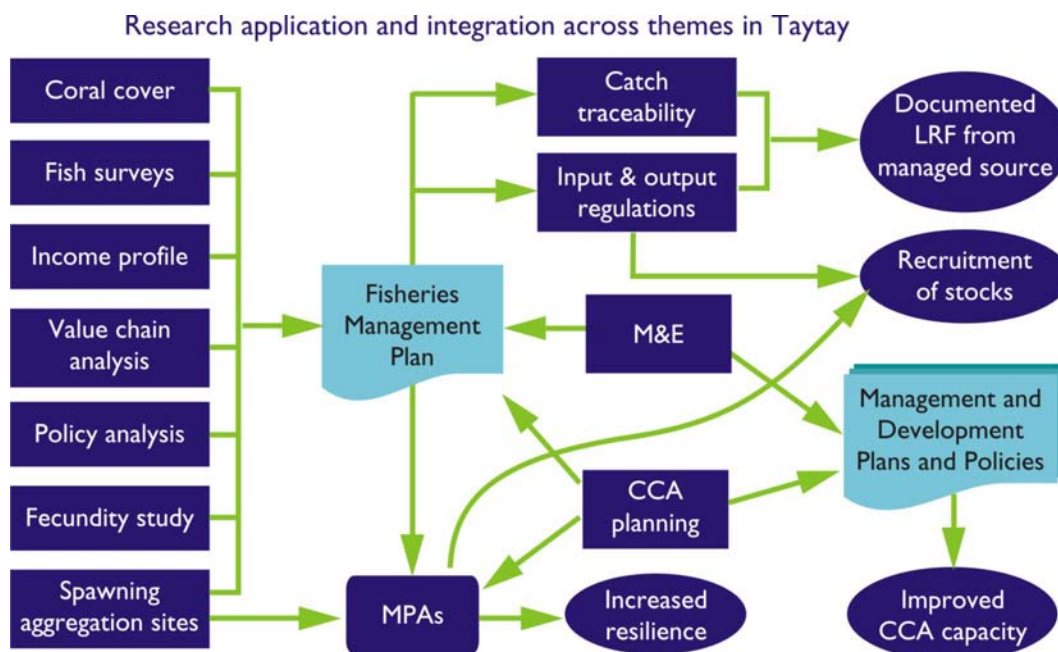 Research application and integration across themes in Taytay
Coral cover
Fish surveys
Income profile
Value chain
analysis
Policy analysis
Fecundity study
Spawning
aggregation sites
Fisheries
Management
Plan
MPAs
Catch
traceability
Input & output
regulations
M&E
CCA
planning
Increased
resilience
Documented
LRF from
managed source
Recruitment
of stocks
Management and
Development
Plans and Policies
Improved
CCA capacity